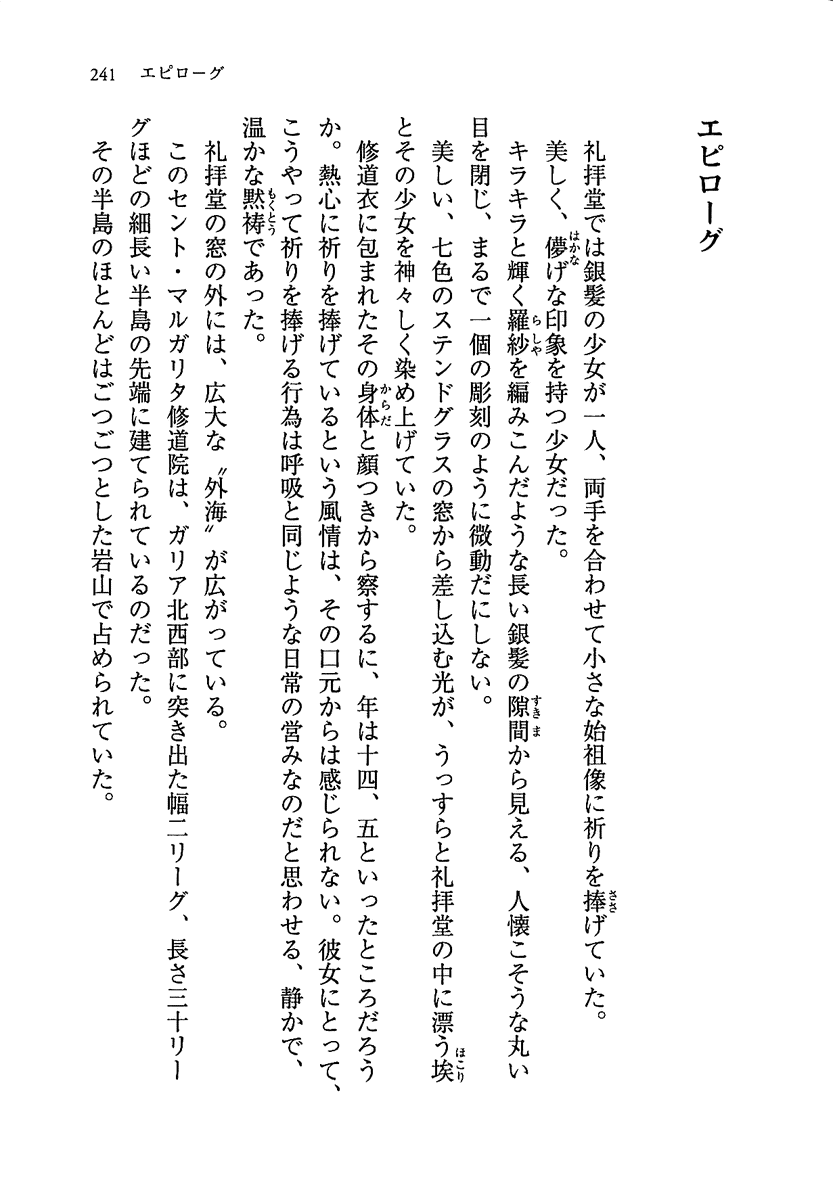 241 エピローグ
エピローグ
礼拝堂では銀髪の少女が一人、両手を合わせて小さな始祖像に祈りを捧げていた。
美しく、儚げな印象を持つ少女だった。
キラキラと輝く羅紗を編みこんだような長い銀髪の隙間から見える、人懐こそうな丸い
目を閉じ、まるで一個の彫刻のように微動だにしない。
美しい、七色のステンドグラスの窓から差し込む光が、うっすらと礼拝堂の中に漂う埃
とその少女を神々しく染め上げていた。
修道衣に包まれたその身体と顔つきから察するに、年は十四、五といったところだろう
か。熱心に祈りを捧げているという風情は、その口元からは感じられない。彼女にとって、
こうやって祈りを捧げる行為は呼吸と同じような日常の営みなのだと思わせる、静かで、
温かな黙祷であった。
礼拝堂の窓の外には、広大な〝外海〟が広がっている。
このセント・マルガリタ修道院は、ガリア北西部に突き出た幅二リーグ、長さ三十リー
グほどの細長い半島の先端に建てられているのだった。
その半島のほとんどはごつごつとした岩山で占められていた。